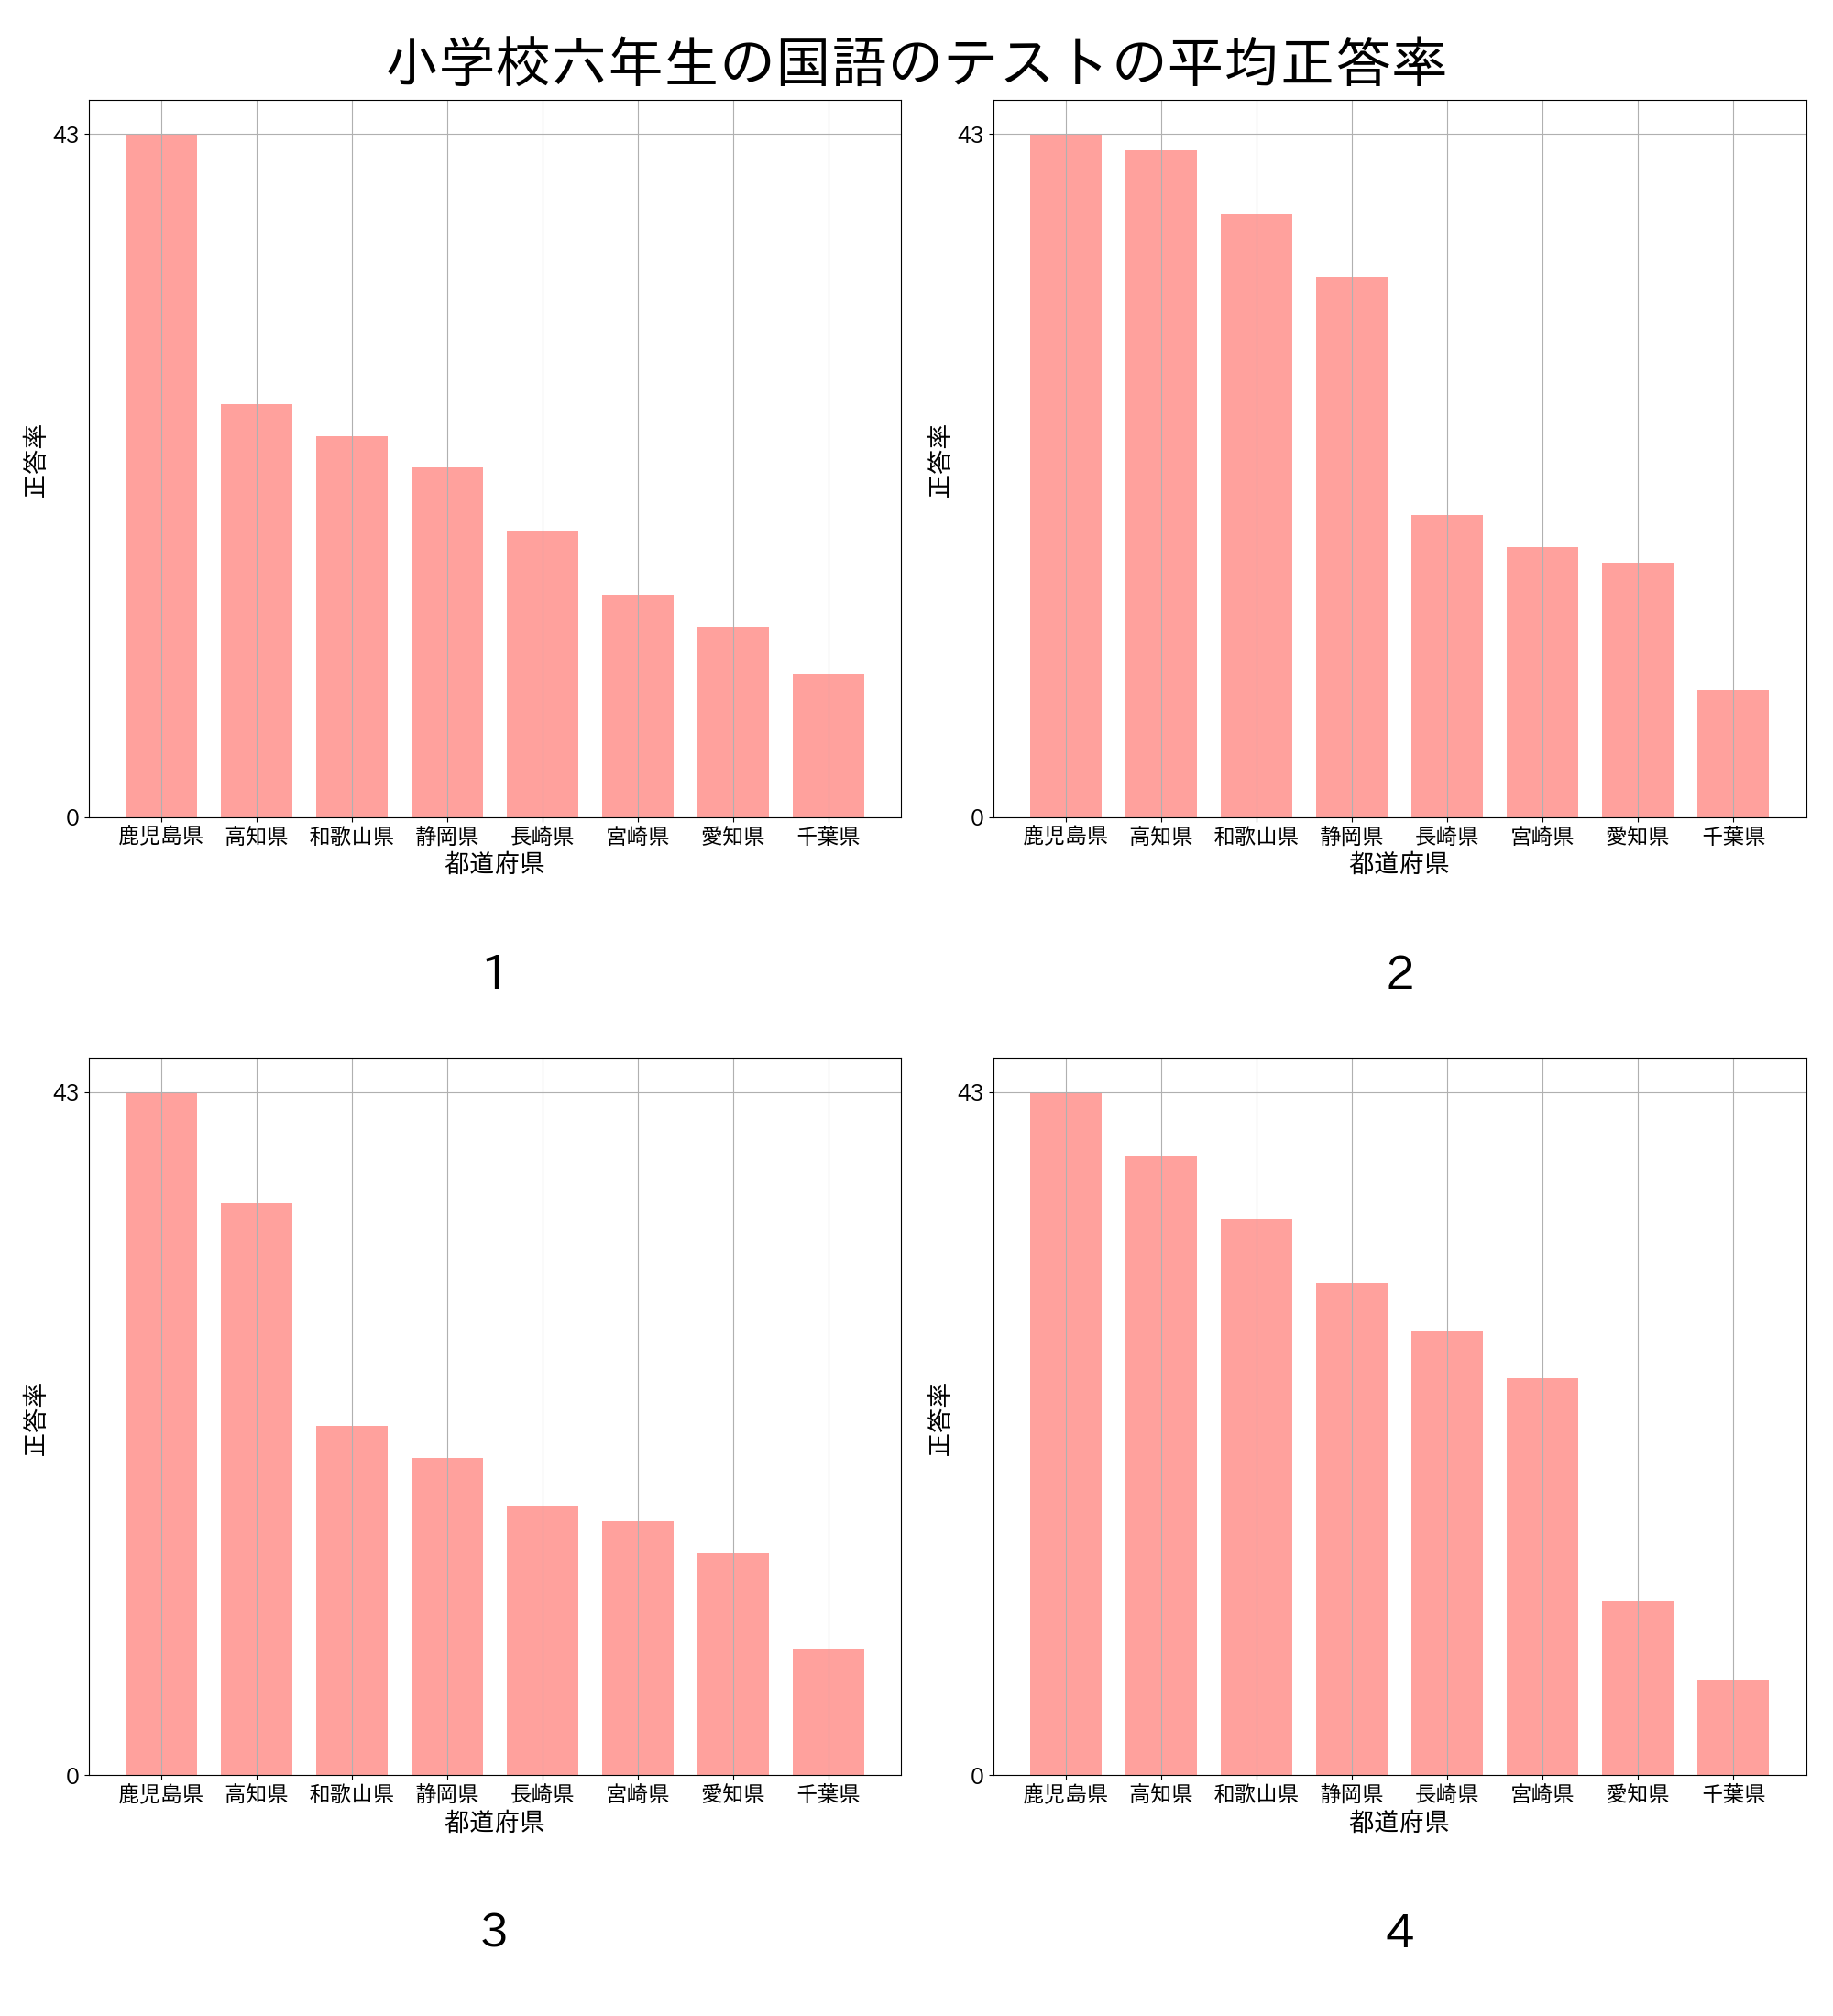 小学校六年生の国語のテストの平均正答率
43
0
正答率
鹿児島県 高知県 和歌山県 静岡県 長崎県 宮崎県 愛知県 千葉県
都道府県
1
43
0
正答率
鹿児島県 高知県 和歌山県 静岡県 長崎県 宮崎県 愛知県 千葉県
都道府県
2
43
0
正答率
鹿児島県 高知県 和歌山県 静岡県 長崎県 宮崎県 愛知県 千葉県
都道府県
3
43
0
正答率
鹿児島県 高知県 和歌山県 静岡県 長崎県 宮崎県 愛知県 千葉県
都道府県
4